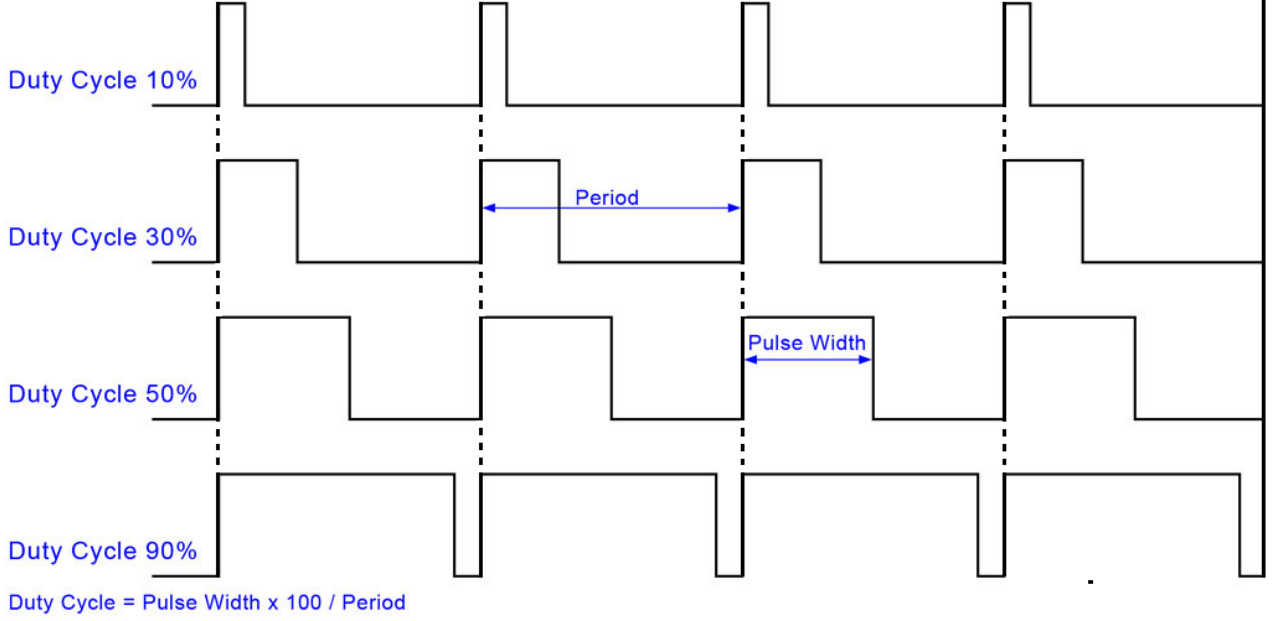 Duty Cycle 10%
Period
Duty Cycle 30%
Pulse Width
Duty Cycle 50%
Duty Cycle 90%
Duty Cycle = Pulse Width x 100 / Period